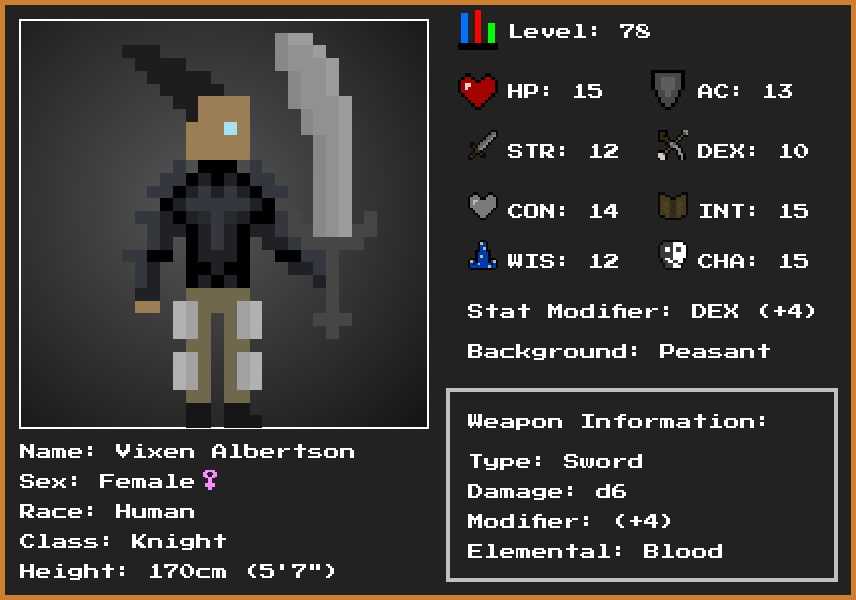 Level: 78
HP: 15
AC: 13
STR: 12
DEX: 10
CON: 14
INT: 15
WIS: 12
CHA: 15
Stat Modifier: DEX (+4)
Background: Peasant
Weapon Information:
Type: Sword
Damage: d6
Modifier: (+4)
Elemental: Blood
Name: Vixen Albertson
Sex: Female♀
Race: Human
Class: Knight
Height: 170cm (5'7")